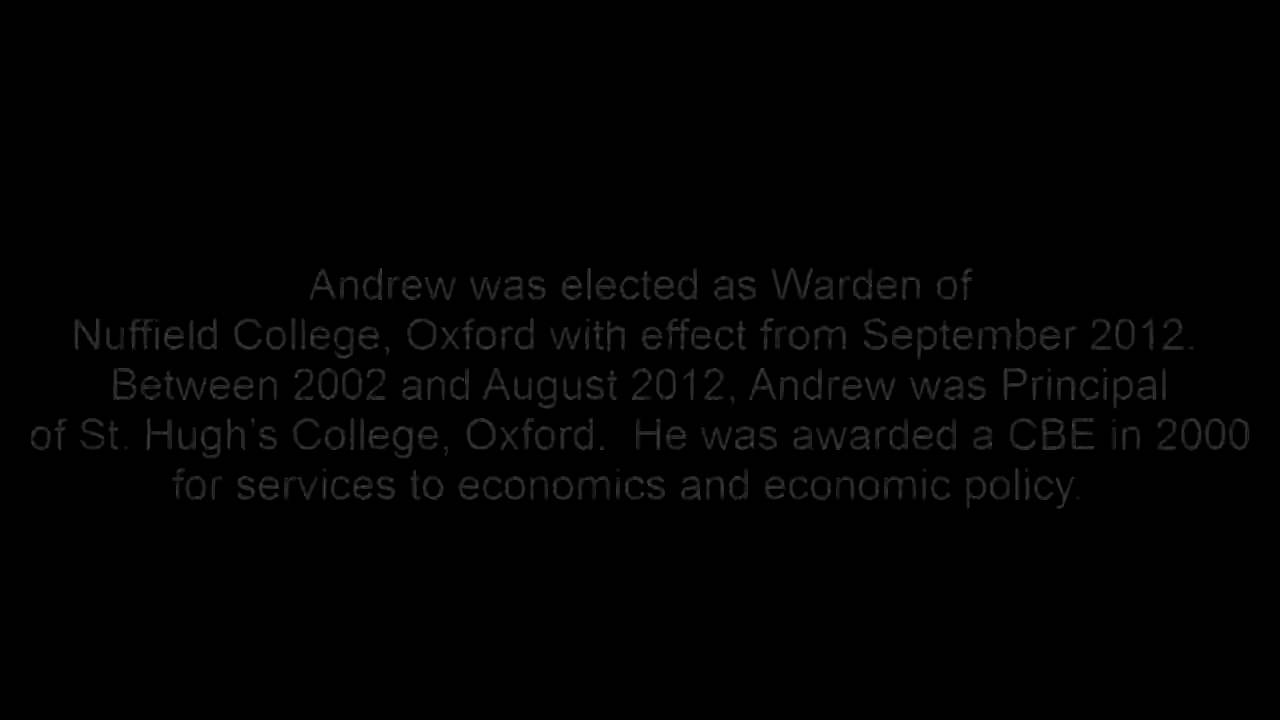 Andrew was elected as Warden of
Nuffield College, Oxford with effect from September 2012.
Between 2002 and August 2012, Andrew was Principal
of St. Hugh's College, Oxford.  He was awarded a CBE in 2000
for services to economics and economic policy.